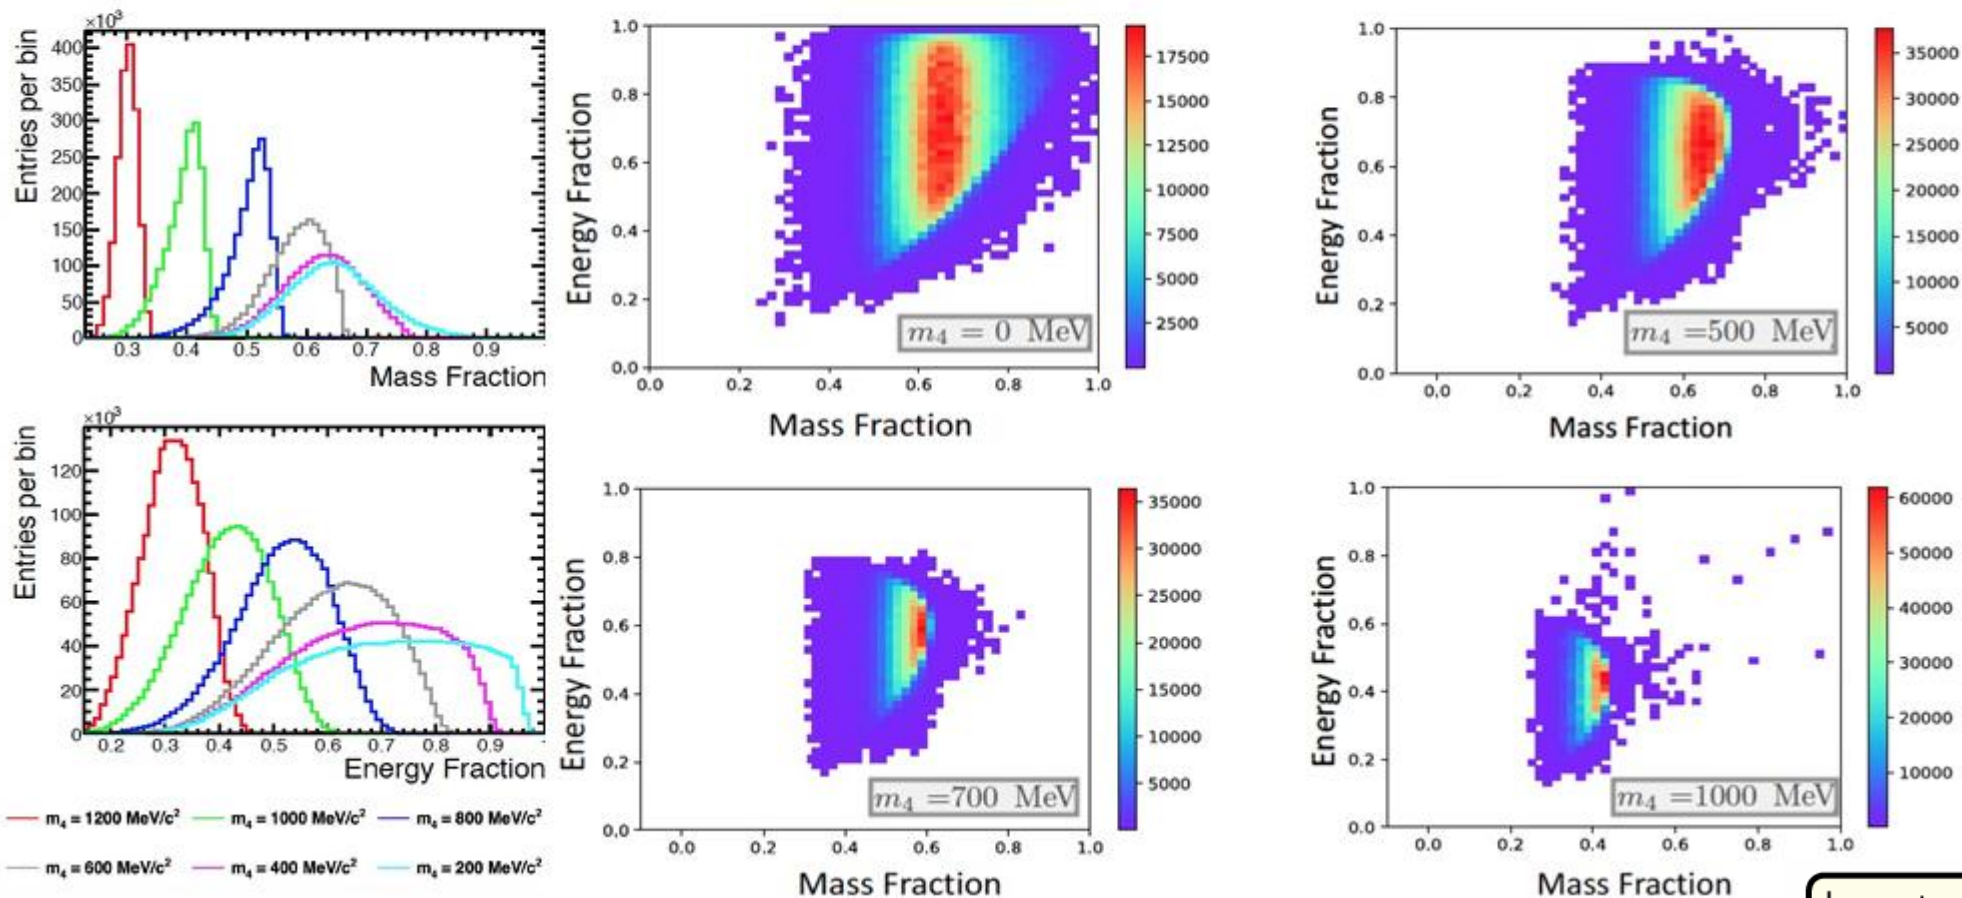 ×10³
Entries per bin
400
350
300
250
200
150
100
50
0
0.3 0.4 0.5 0.6 0.7 0.8 0.9
Mass Fraction
×10³
Entries per bin
120
100
80
60
40
20
0
0.2 0.3 0.4 0.5 0.6 0.7 0.8 0.9
Energy Fraction
m₄ = 1200 MeV/c² m₄ = 1000 MeV/c² m₄ = 800 MeV/c²
m₄ = 600 MeV/c² m₄ = 400 MeV/c² m₄ = 200 MeV/c²
1.0
0.8
0.6
0.4
0.2
0.0
Energy Fraction
m₄ = 0 MeV
0.0 0.2 0.4 0.6 0.8 1.0
Mass Fraction
17500
15000
12500
10000
7500
5000
2500
1.0
0.8
0.6
0.4
0.2
0.0
Energy Fraction
m₄ =500 MeV
0.0 0.2 0.4 0.6 0.8 1.0
Mass Fraction
35000
30000
25000
20000
15000
10000
5000
1.0
0.8
0.6
0.4
0.2
0.0
Energy Fraction
m₄ =700 MeV
0.0 0.2 0.4 0.6 0.8 1.0
Mass Fraction
35000
30000
25000
20000
15000
10000
5000
1.0
0.8
0.6
0.4
0.2
0.0
Energy Fraction
m₄ =1000 MeV
0.0 0.2 0.4 0.6 0.8 1.0
Mass Fraction
60000
50000
40000
30000
20000
10000